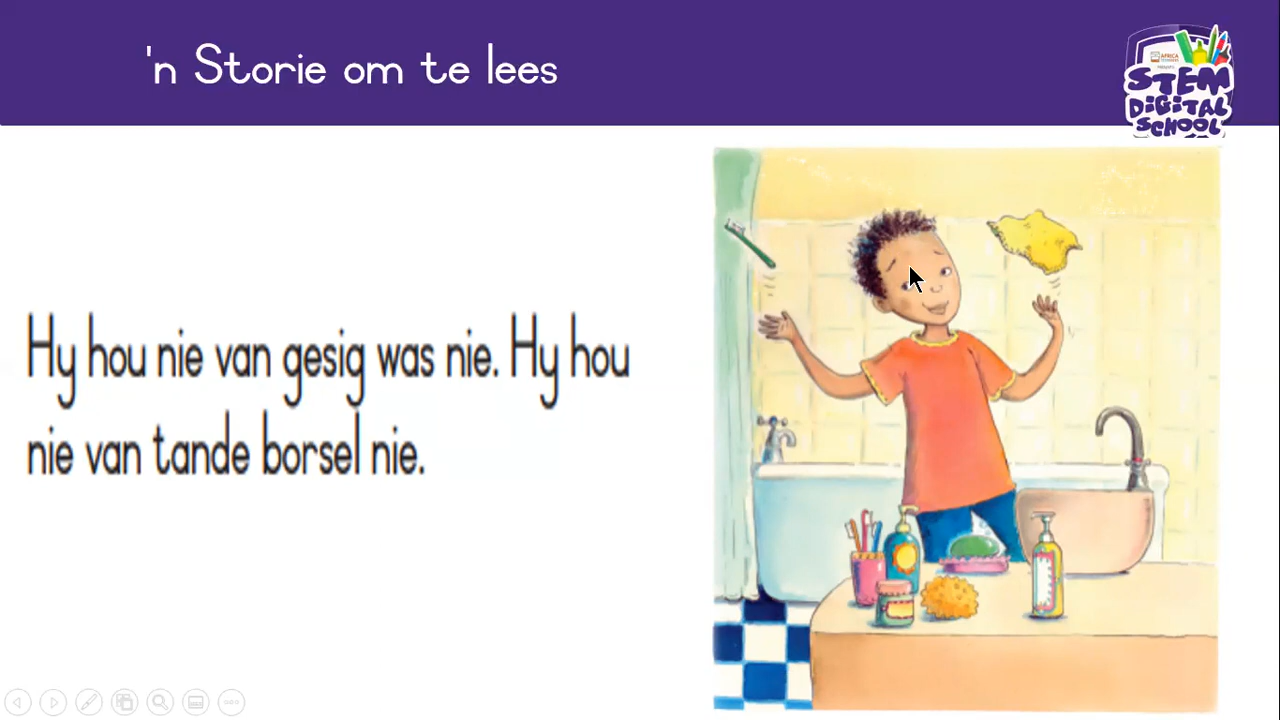 'n Storie om te lees
STEM
DIGITAL
SCHOOL
Hy hou nie van gesig was nie. Hy hou
nie van tande borsel nie.